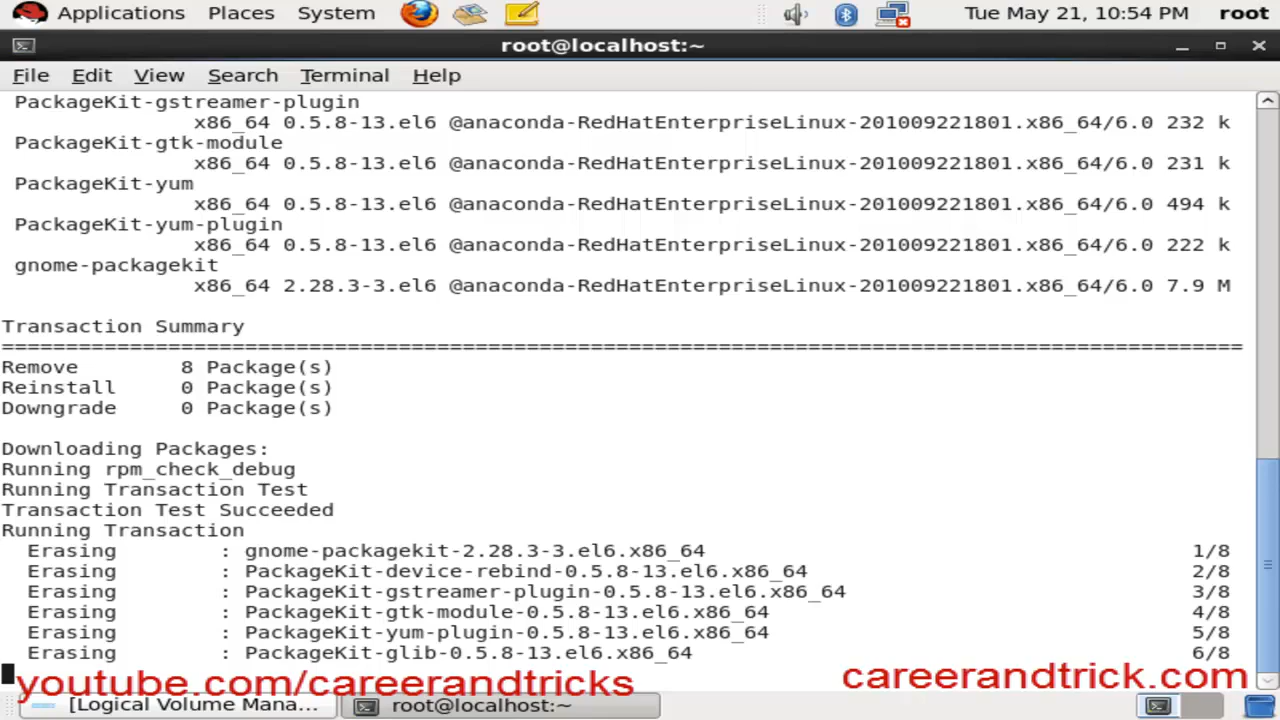 Applications Places System Tue May 21, 10:54 PM root
root@localhost:~
File Edit View Search Terminal Help
PackageKit-gstreamer-plugin
x86_64 0.5.8-13.el6 @anaconda-RedHatEnterpriseLinux-201009221801.x86_64/6.0 232 k
PackageKit-gtk-module
x86_64 0.5.8-13.el6 @anaconda-RedHatEnterpriseLinux-201009221801.x86_64/6.0 231 k
PackageKit-yum
x86_64 0.5.8-13.el6 @anaconda-RedHatEnterpriseLinux-201009221801.x86_64/6.0 494 k
PackageKit-yum-plugin
x86_64 0.5.8-13.el6 @anaconda-RedHatEnterpriseLinux-201009221801.x86_64/6.0 222 k
gnome-packagekit
x86_64 2.28.3-3.el6 @anaconda-RedHatEnterpriseLinux-201009221801.x86_64/6.0 7.9 M
Transaction Summary
================================================================================================
Remove 8 Package(s)
Reinstall 0 Package(s)
Downgrade 0 Package(s)
Downloading Packages:
Running rpm_check_debug
Running Transaction Test
Transaction Test Succeeded
Running Transaction
Erasing : gnome-packagekit-2.28.3-3.el6.x86_64 1/8
Erasing : PackageKit-device-rebind-0.5.8-13.el6.x86_64 2/8
Erasing : PackageKit-gstreamer-plugin-0.5.8-13.el6.x86_64 3/8
Erasing : PackageKit-gtk-module-0.5.8-13.el6.x86_64 4/8
Erasing : PackageKit-yum-plugin-0.5.8-13.el6.x86_64 5/8
Erasing : PackageKit-glib-0.5.8-13.el6.x86_64 6/8
youtube.com/careerandtricks careerandtrick.com
[Logical Volume Mana... root@localhost:~